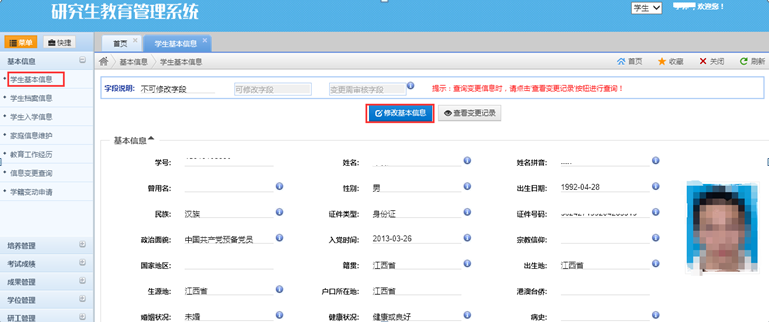 研究生教育管理系统
学生
欢迎您！
菜单 快捷
首页 学生基本信息
基本信息
基本信息 学生基本信息
首页 收藏 关闭 刷新
学生基本信息
学生档案信息
学生入学信息
家庭信息维护
教育工作经历
信息变更查询
学籍变动申请
培养管理
考试成绩
成果管理
学位管理
研工管理
字段说明: 不可修改字段 可修改字段 变更需审核字段 提示：查询变更信息时，请点击'查看变更记录'按钮进行查询！
修改基本信息 查看变更记录
基本信息
学号: 姓名: 姓名拼音:
曾用名: 性别: 男 出生日期: 1992-04-28
民族: 汉族 证件类型: 身份证 证件号码:
政治面貌: 中国共产党预备党员 入党时间: 2013-03-26 宗教信仰:
国家地区: 籍贯: 江西省 出生地: 江西省
生源地: 江西省 户口所在地: 江西省 港澳台侨:
婚姻状况: 未婚 健康状况: 健康或良好 病史: